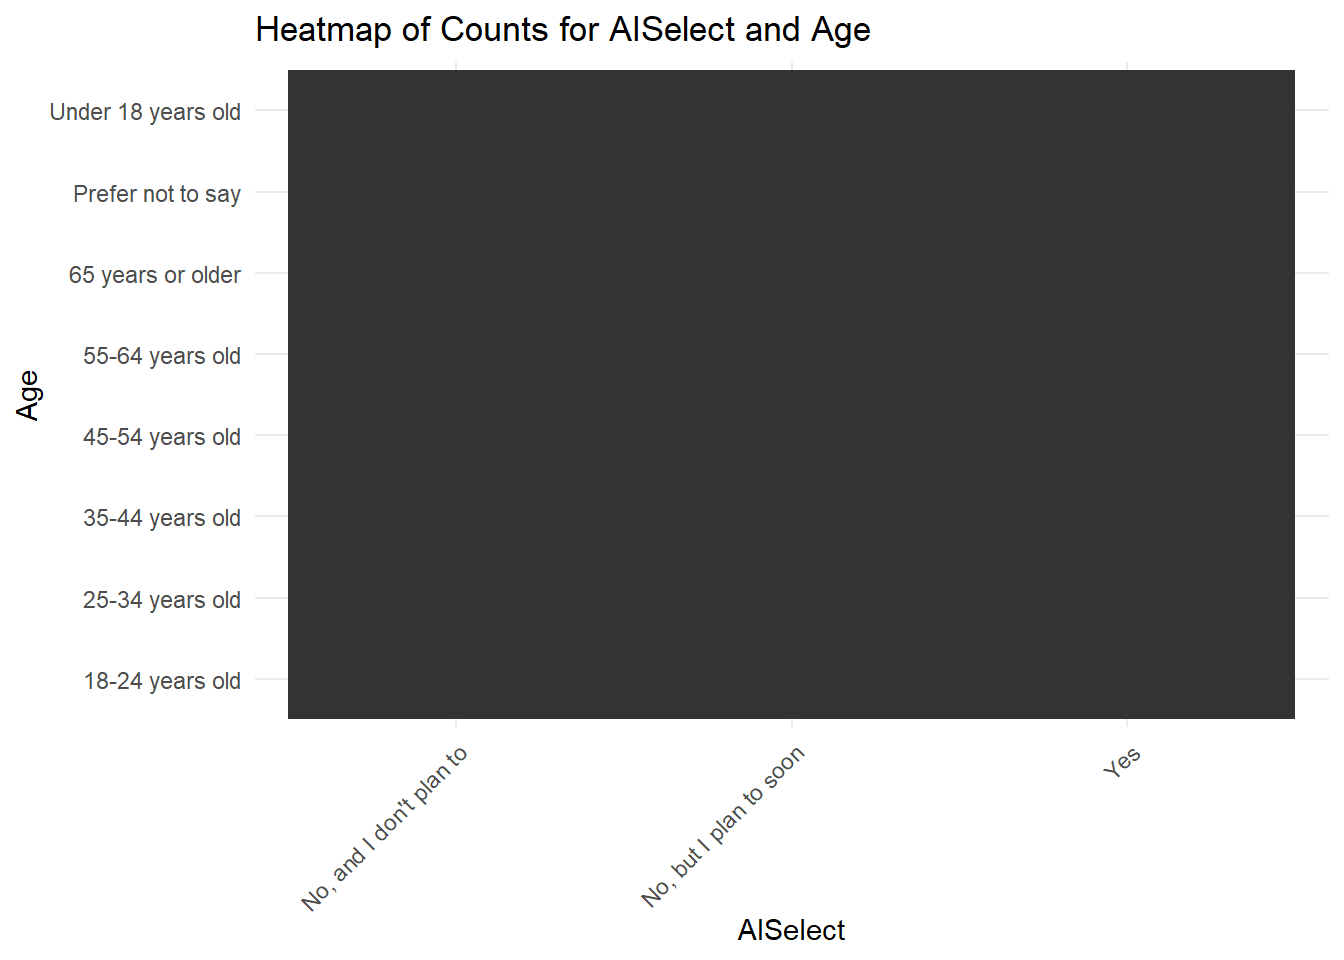 Heatmap of Counts for AISelect and Age
Under 18 years old
Prefer not to say
65 years or older
55-64 years old
45-54 years old
35-44 years old
25-34 years old
18-24 years old
Age
No, and I don't plan to
No, but I plan to soon
Yes
AISelect